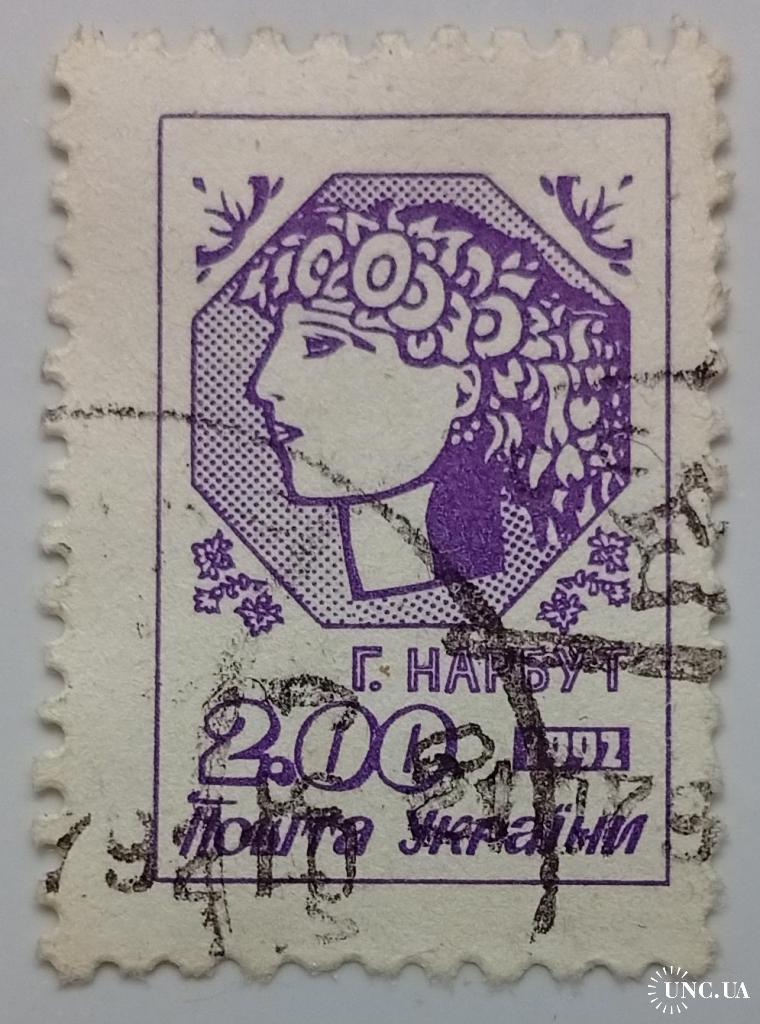 Г. НАРБУТ
2.00
1992
Пошта України
UNC.UA